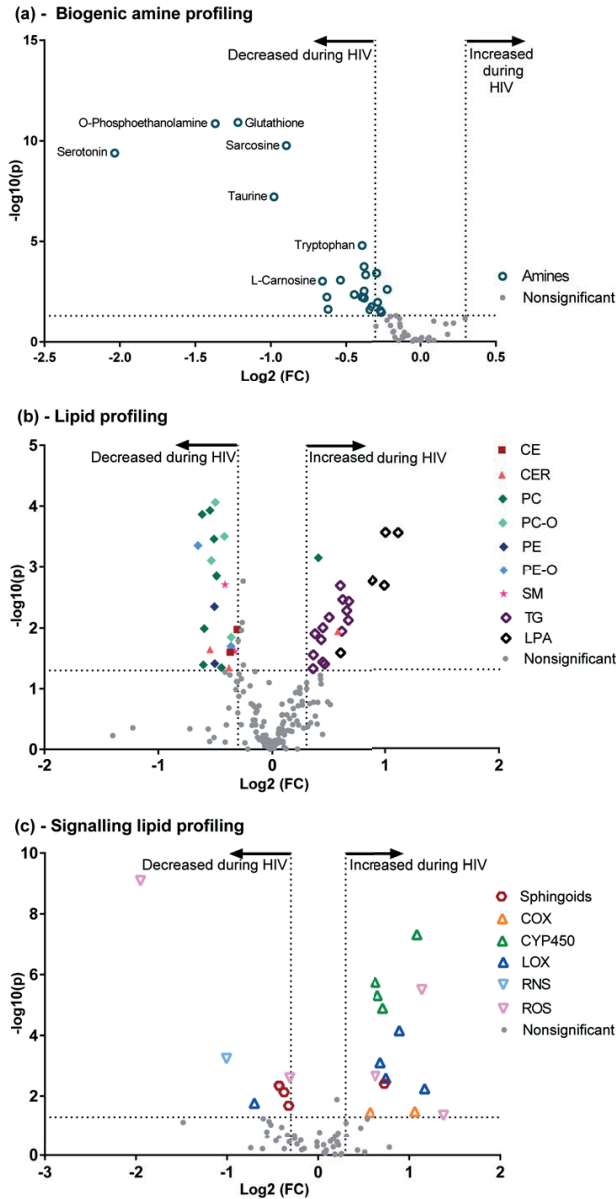 (a) - Biogenic amine profiling
Decreased during HIV
Increased
during
HIV
O-Phosphoethanolamine
Glutathione
Serotonin
Sarcosine
Taurine
Tryptophan
L-Carnosine
Amines
Nonsignificant
15
10
5
0
-log10(p)
-2.5 -2.0 -1.5 -1.0 -0.5 0.0 0.5
Log2 (FC)
(b) - Lipid profiling
Decreased during HIV
Increased during HIV
CE
CER
PC
PC-O
PE
PE-O
SM
TG
LPA
Nonsignificant
5
4
3
2
1
0
-log10(p)
-2 -1 0 1 2
Log2 (FC)
(c) - Signalling lipid profiling
Decreased during HIV
Increased during HIV
Sphingoids
COX
CYP450
LOX
RNS
ROS
Nonsignificant
10
8
6
4
2
0
-log10(p)
-3 -2 -1 0 1 2
Log2 (FC)